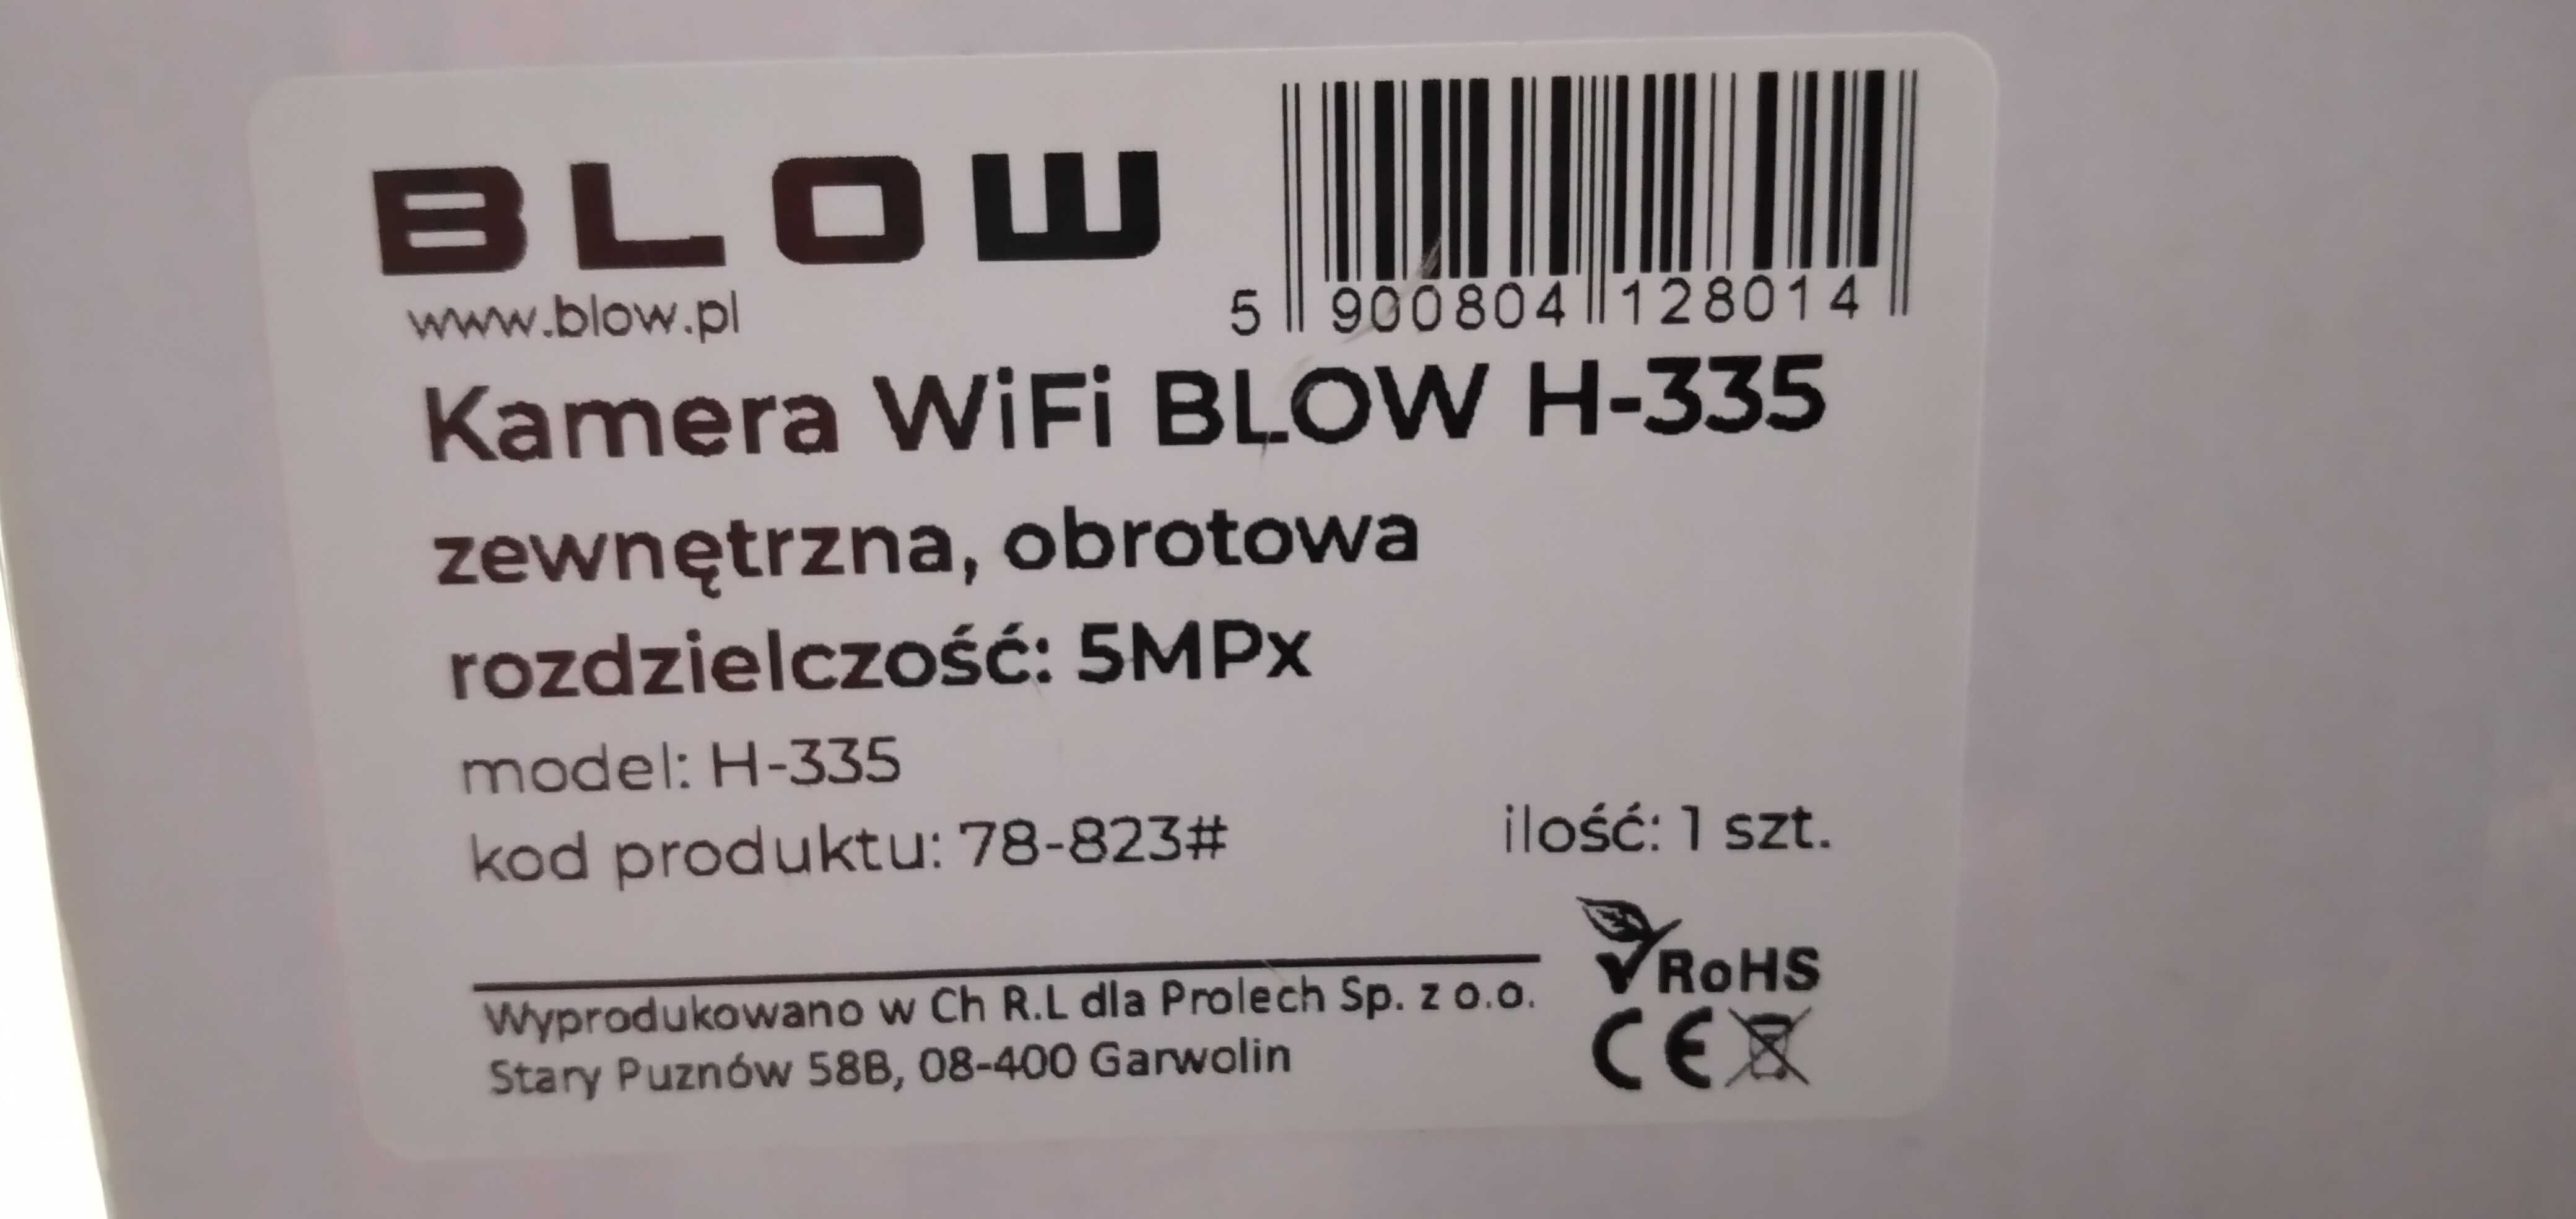 BLOW
www.blow.pl
5 900804 128014
Kamera WiFi BLOW H-335
zewnętrzna, obrotowa
rozdzielczość: 5MPx
model: H-335
kod produktu: 78-823#
ilość: 1 szt.
RoHS
CE
Wyprodukowano w Ch R.L dla Prolech Sp. z o.o.
Stary Puznów 58B, 08-400 Garwolin